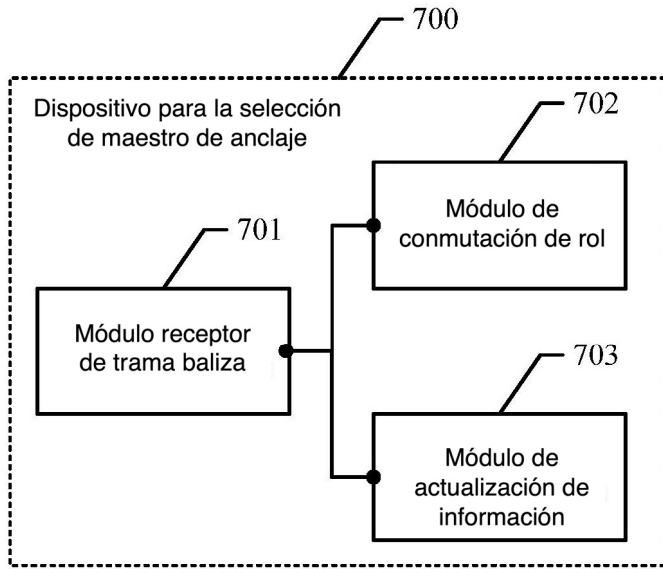 700
Dispositivo para la selección
de maestro de anclaje
702
Módulo de
conmutación de rol
701
Módulo receptor
de trama baliza
703
Módulo de
actualización de
información